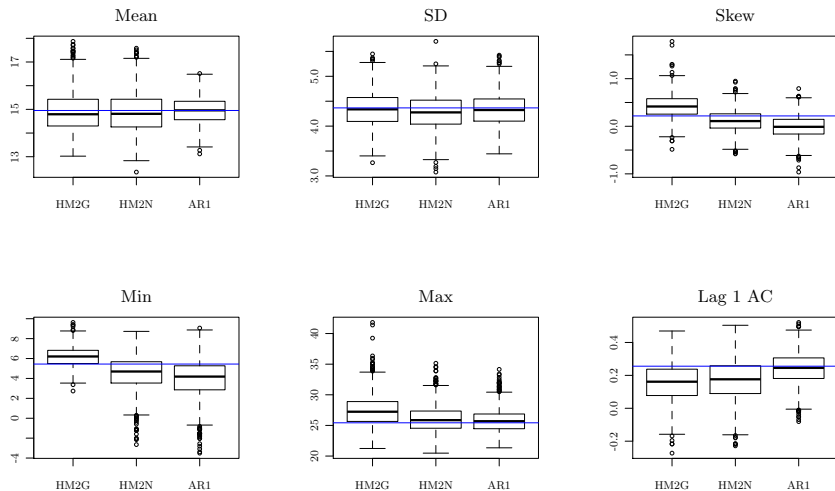 Mean
17
15
13
HM2G HM2N AR1
SD
5.0
4.0
3.0
HM2G HM2N AR1
Skew
1.0
0.0
-1.0
HM2G HM2N AR1
Min
8
6
4
2
0
-4
HM2G HM2N AR1
Max
40
35
30
25
20
HM2G HM2N AR1
Lag 1 AC
0.4
0.2
0.0
-0.2
HM2G HM2N AR1